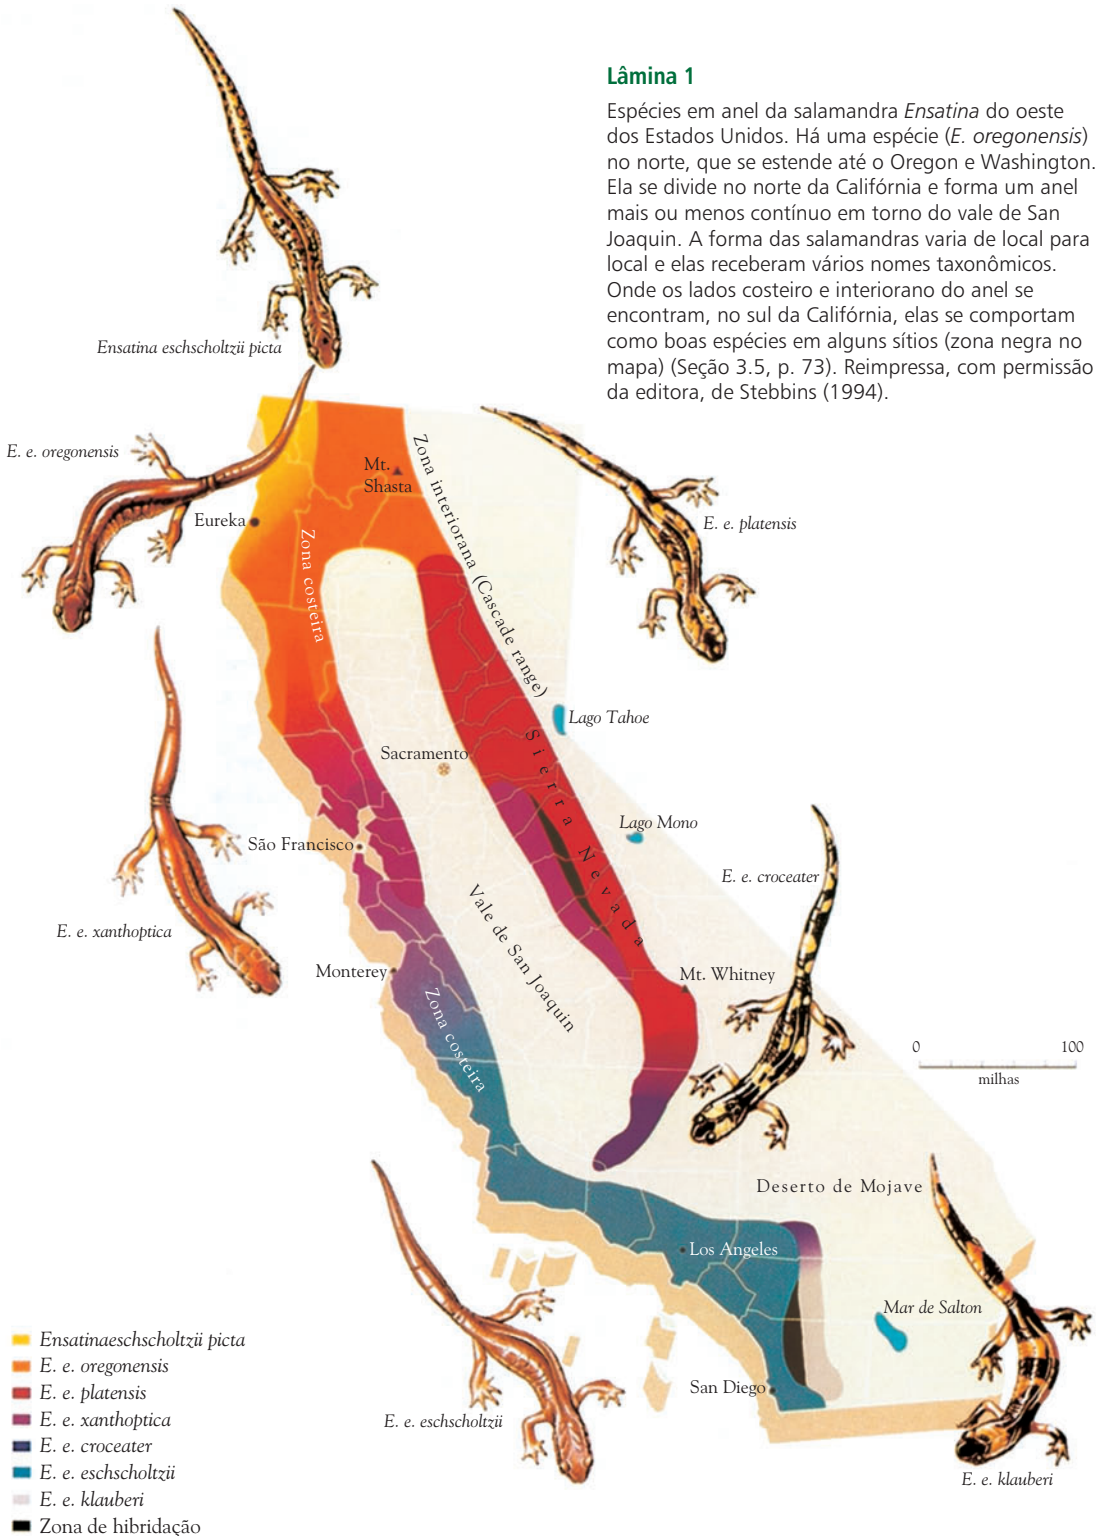 Lâmina 1
Espécies em anel da salamandra Ensatina do oeste
dos Estados Unidos. Há uma espécie (E. oregonensis)
no norte, que se estende até o Oregon e Washington.
Ela se divide no norte da Califórnia e forma um anel
mais ou menos contínuo em torno do vale de San
Joaquin. A forma das salamandras varia de local para
local e elas receberam vários nomes taxonômicos.
Onde os lados costeiro e interiorano do anel se
encontram, no sul da Califórnia, elas se comportam
como boas espécies em alguns sítios (zona negra no
mapa) (Seção 3.5, p. 73). Reimpressa, com permissão
da editora, de Stebbins (1994).
Ensatina eschscholtzii picta
E. e. oregonensis
Mt.
Shasta
Eureka
Zona costeira
Zona interiorana (Cascade range)
E. e. platensis
Lago Tahoe
Sacramento
Sierra Nevada
Lago Mono
São Francisco
E. e. croceater
E. e. xanthoptica
Vale de San Joaquin
Monterey
Mt. Whitney
Zona costeira
0 100
milhas
Deserto de Mojave
Los Angeles
Mar de Salton
San Diego
E. e. eschscholtzii
E. e. klauberi
Ensatinaeschscholtzii picta
E. e. oregonensis
E. e. platensis
E. e. xanthoptica
E. e. croceater
E. e. eschscholtzii
E. e. klauberi
Zona de hibridação